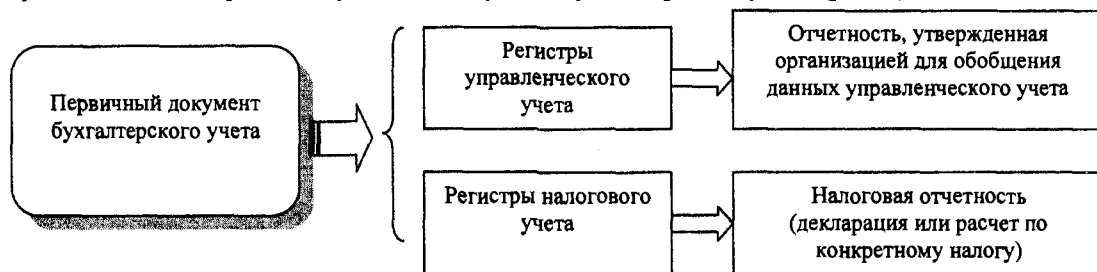 Первичный документ
бухгалтерского учета
Регистры
управленческого
учета
Отчетность, утвержденная
организацией для обобщения
данных управленческого учета
Регистры налогового
учета
Налоговая отчетность
(декларация или расчет по
конкретному налогу)